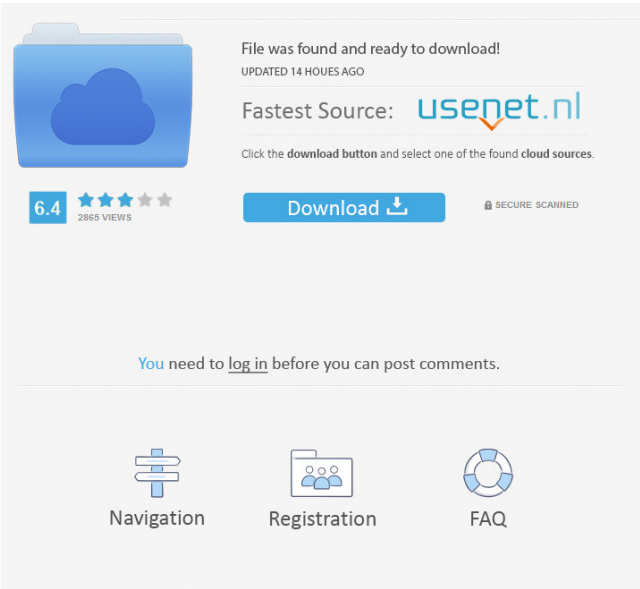 File was found and ready to download!
UPDATED 14 HOUES AGO
Fastest Source: usenet.nl
Click the download button and select one of the found cloud sources.
6.4
2865 VIEWS
Download
SECURE SCANNED
You need to log in before you can post comments.
Navigation
Registration
FAQ